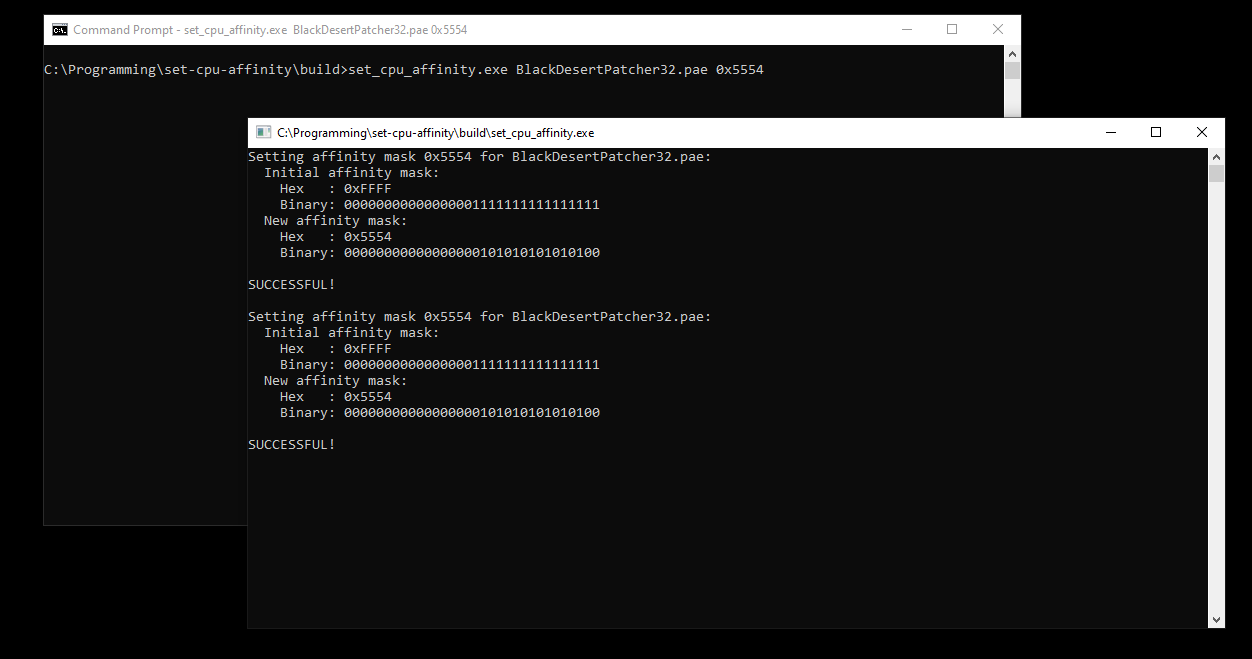 Command Prompt - set_cpu_affinity.exe  BlackDesertPatcher32.pae 0x5554
C:\Programming\set-cpu-affinity\build>set_cpu_affinity.exe BlackDesertPatcher32.pae 0x5554
C:\Programming\set-cpu-affinity\build\set_cpu_affinity.exe
Setting affinity mask 0x5554 for BlackDesertPatcher32.pae:
  Initial affinity mask:
    Hex   : 0xFFFF
    Binary: 00000000000000001111111111111111
  New affinity mask:
    Hex   : 0x5554
    Binary: 00000000000000000101010101010100
SUCCESSFUL!
Setting affinity mask 0x5554 for BlackDesertPatcher32.pae:
  Initial affinity mask:
    Hex   : 0xFFFF
    Binary: 00000000000000001111111111111111
  New affinity mask:
    Hex   : 0x5554
    Binary: 00000000000000000101010101010100
SUCCESSFUL!